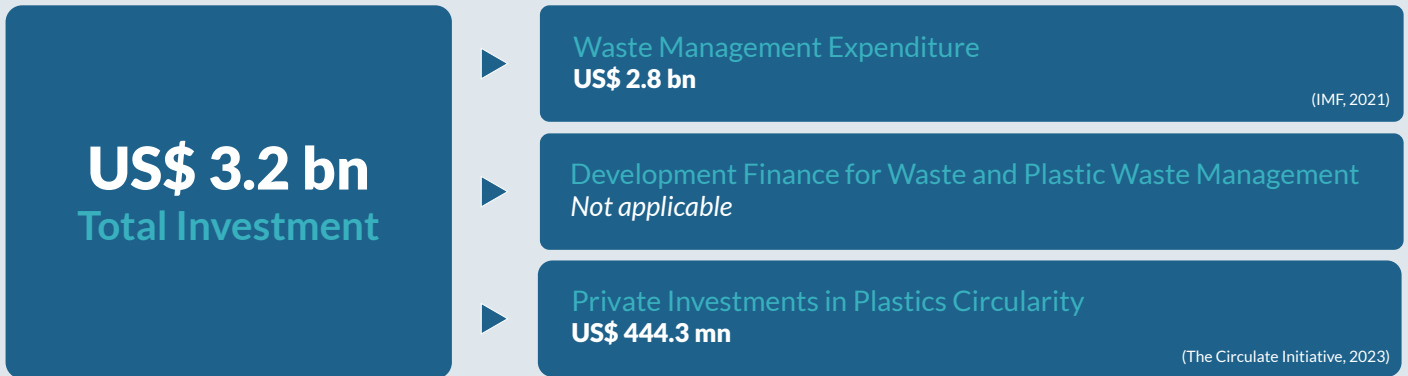 US$ 3.2 bn
Total Investment
Waste Management Expenditure
US$ 2.8 bn
(IMF, 2021)
Development Finance for Waste and Plastic Waste Management
Not applicable
Private Investments in Plastics Circularity
US$ 444.3 mn
(The Circulate Initiative, 2023)